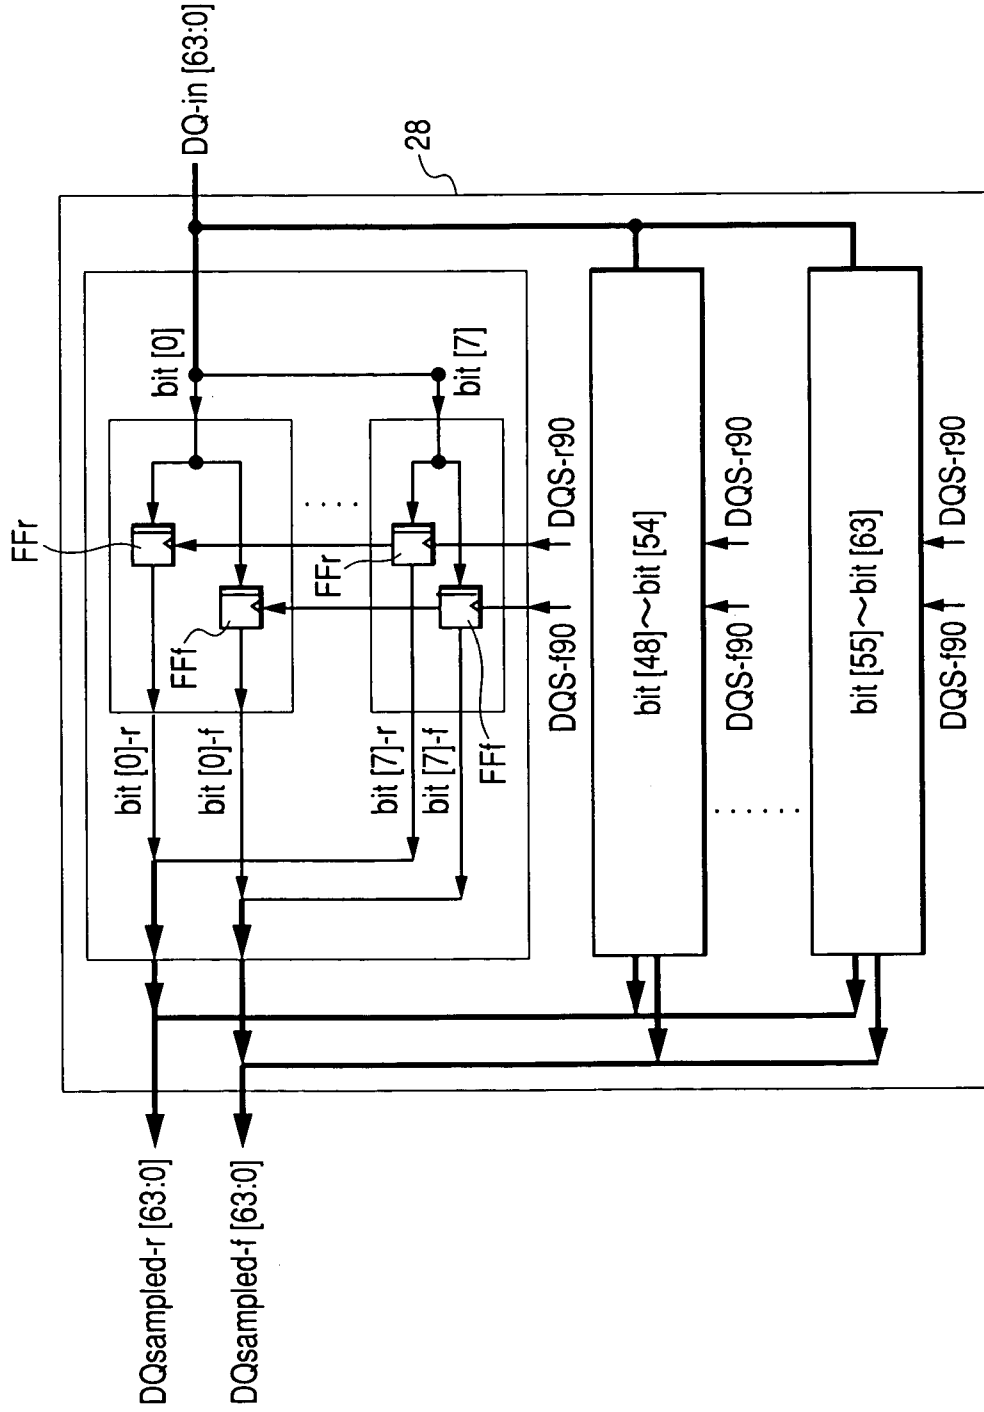 DQ-in [63:0]
28
bit [0]
bit [7]
FFr
FFf
FFr
FFf
bit [0]-r
bit [0]-f
bit [7]-r
bit [7]-f
DQS-r90
DQS-f90
bit [48]~bit [54]
DQS-r90
DQS-f90
bit [55]~bit [63]
DQS-r90
DQS-f90
DQsampled-r [63:0]
DQsampled-f [63:0]